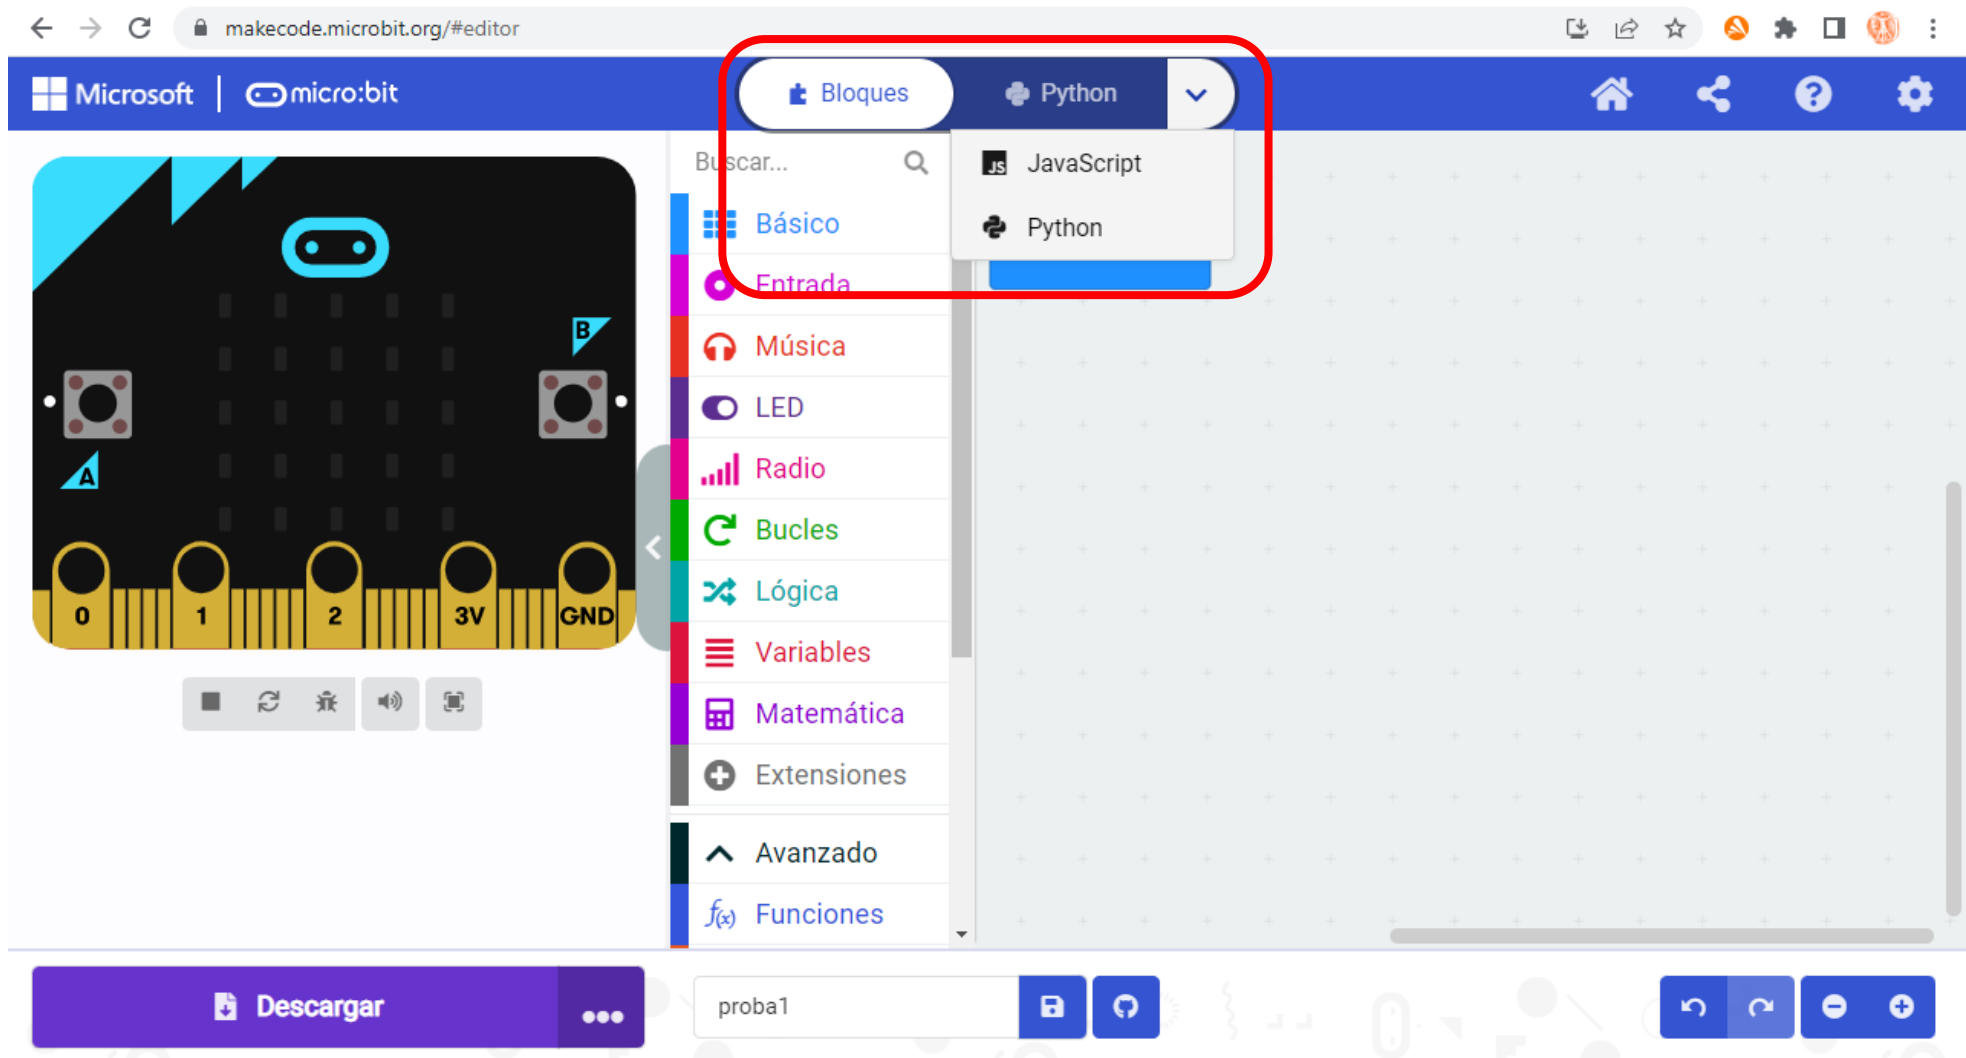 makecode.microbit.org/#editor
Microsoft
micro:bit
Bloques
Python
JS JavaScript
Python
Buscar...
Básico
Entrada
Música
LED
Radio
Bucles
Lógica
Variables
Matemática
Extensiones
Avanzado
f(x) Funciones
B
A
0 1 2 3V GND
Descargar
proba1